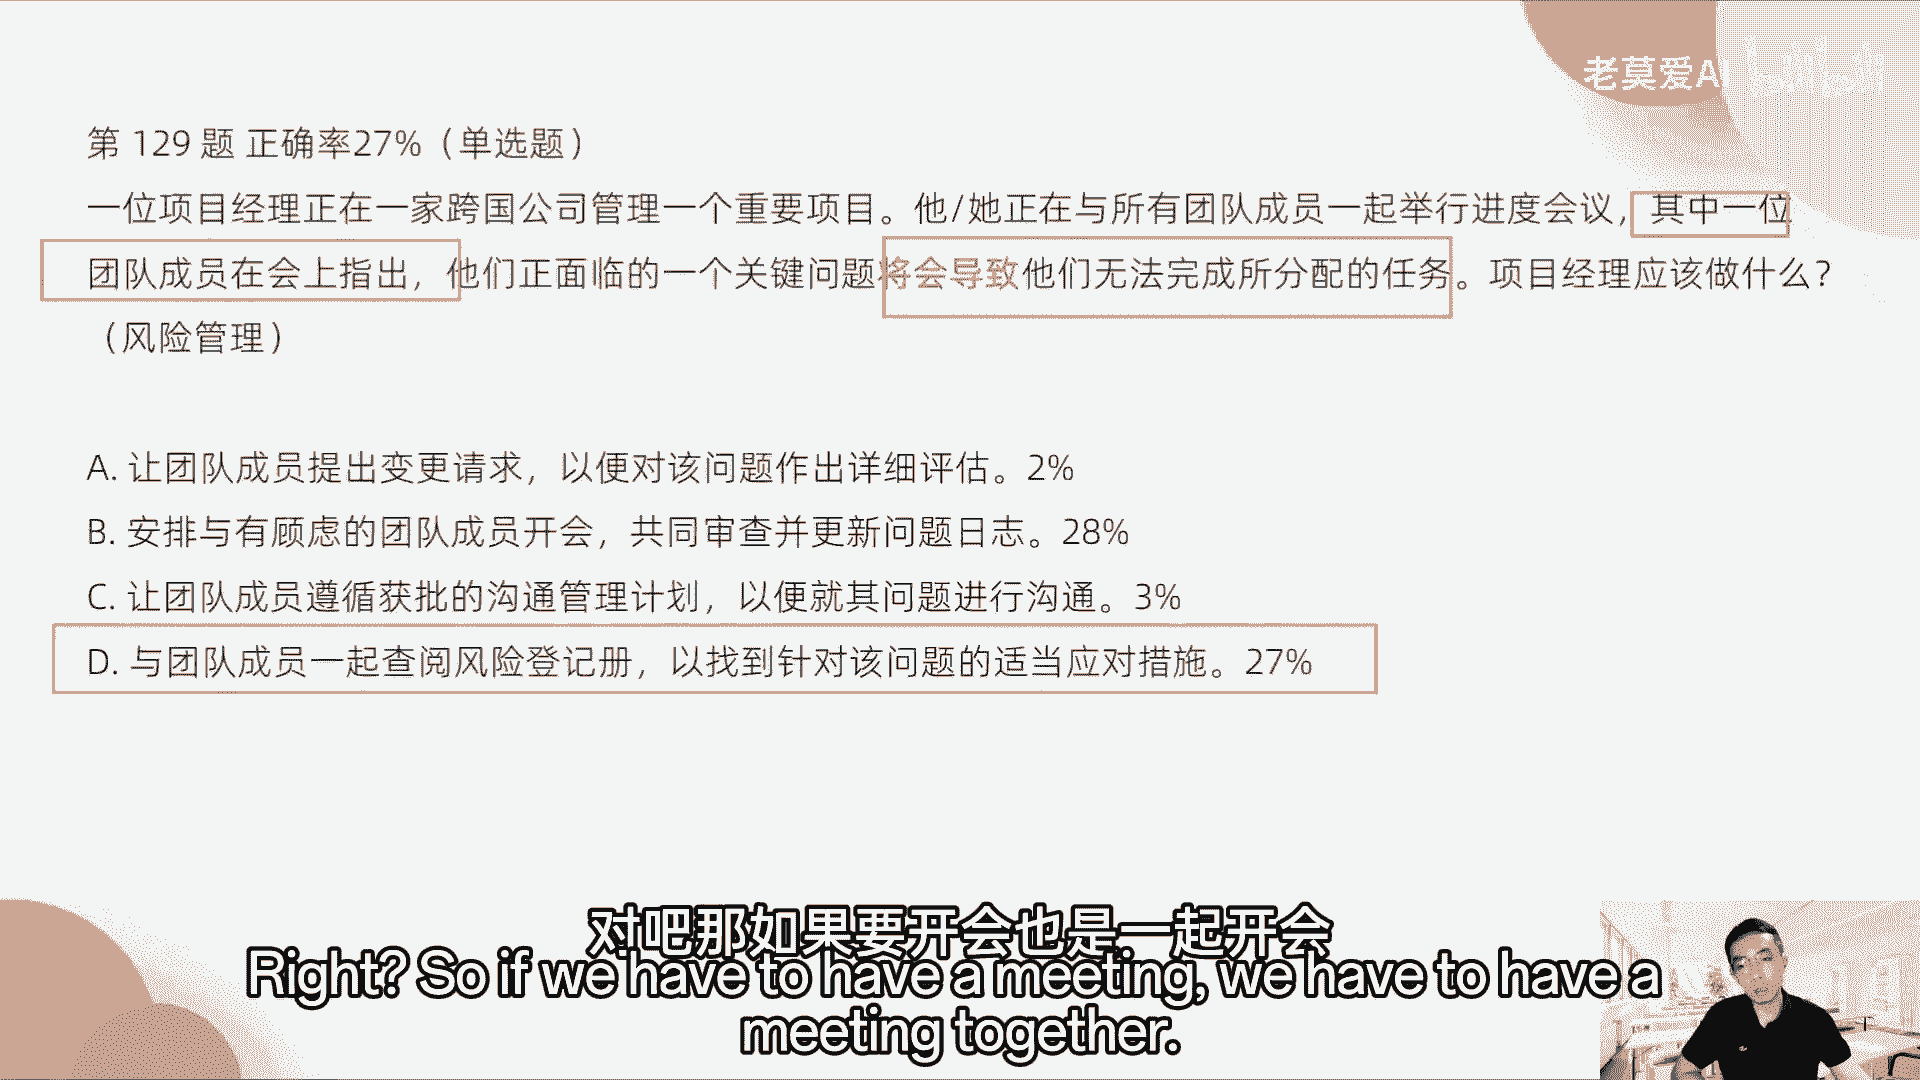 老莫爱A
第 129 题 正确率27%（单选题）
一位项目经理正在一家跨国公司管理一个重要项目。他/她正在与所有团队成员一起举行进度会议，其中一位
团队成员在会上指出，他们正面临的一个关键问题将会导致他们无法完成所分配的任务。项目经理应该做什么？
（风险管理）
A. 让团队成员提出变更请求，以便对该问题作出详细评估。2%
B. 安排与有顾虑的团队成员开会，共同审查并更新问题日志。28%
C. 让团队成员遵循获批的沟通管理计划，以便就其问题进行沟通。3%
D. 与团队成员一起查阅风险登记册，以找到针对该问题的适当应对措施。27%
对吧那如果要开会也是一起开会
Right? So if we have to have a meeting, we have to have a
meeting together.